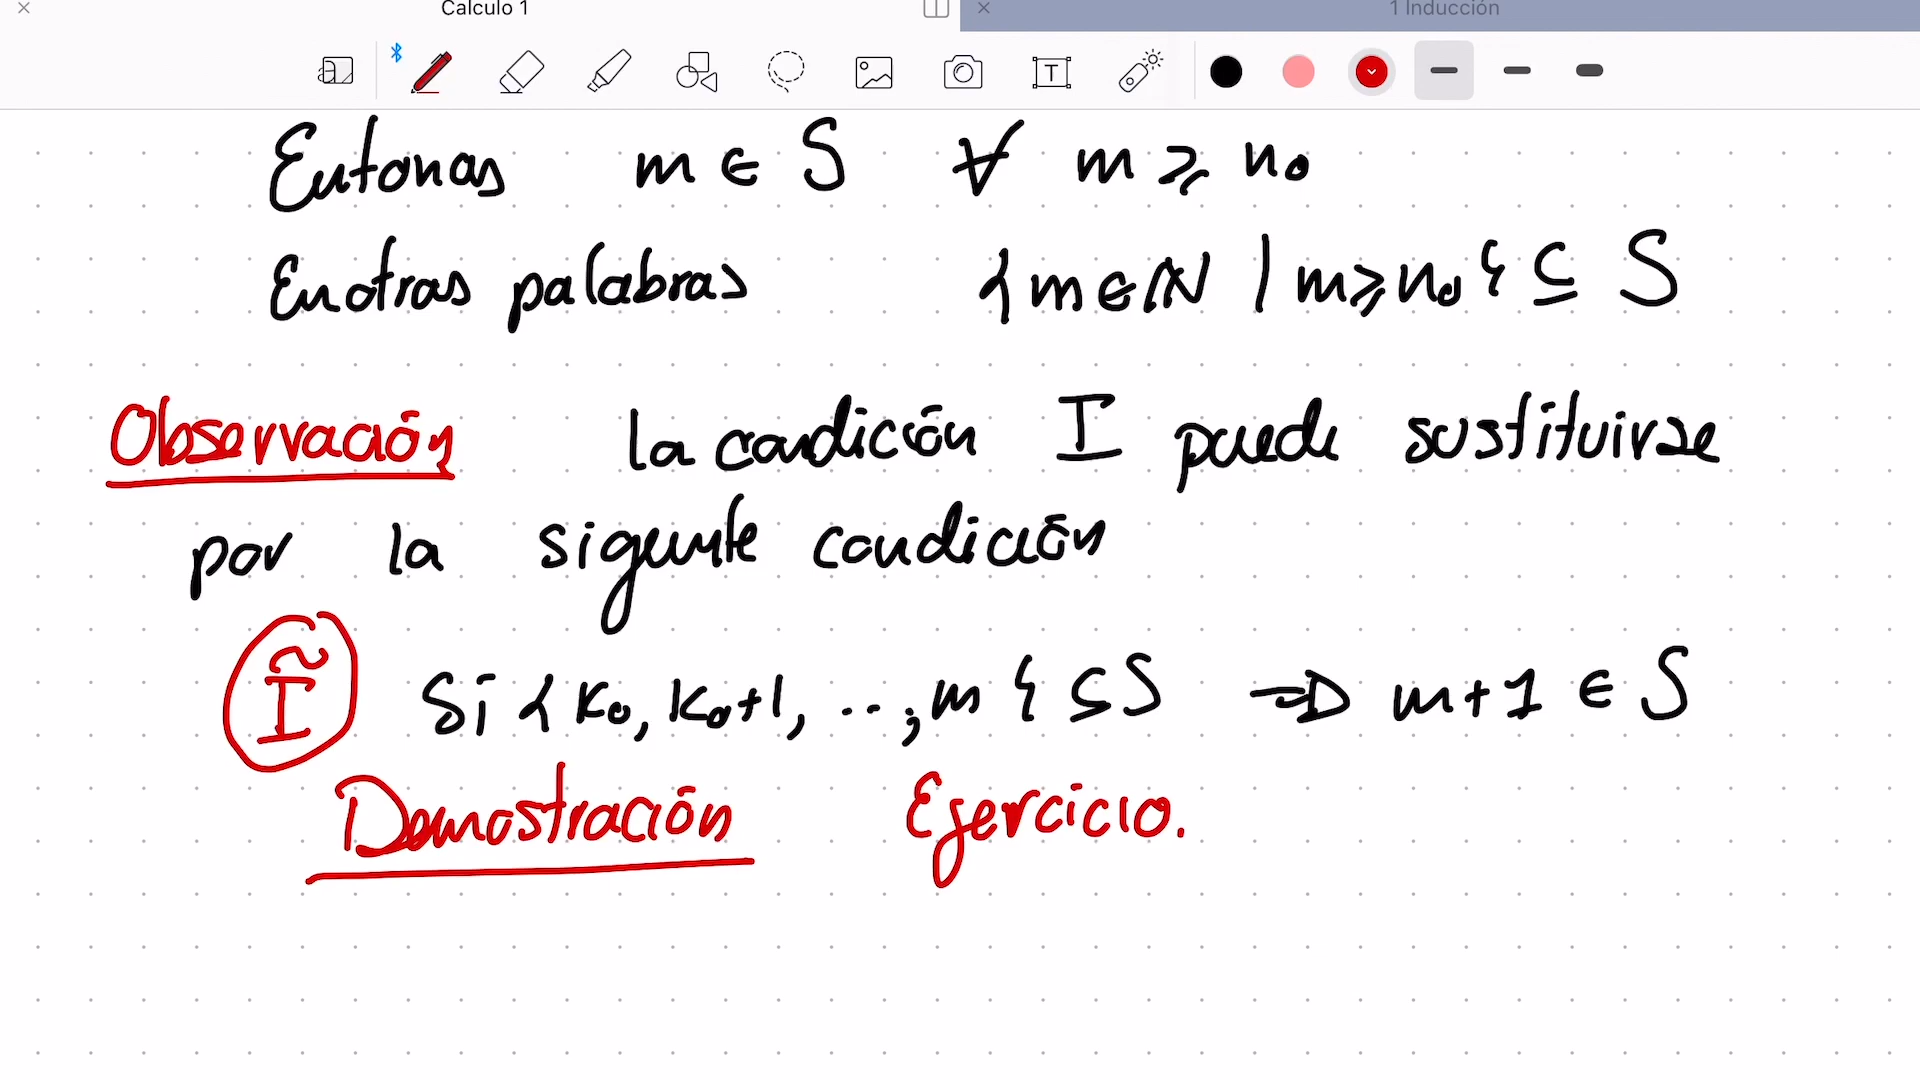 Calculo 1
1 Inducción
Entonces m ∈ S ∀ m ⩾ n₀
En otras palabras {m ∈ ℕ | m ⩾ n₀} ⊆ S
Observación la condición I puede sustituirse
por la siguiente condición
Ĩ Si {k₀, k₀+1, ..., m} ⊆ S ⇒ m+1 ∈ S
Demostración Ejercicio.